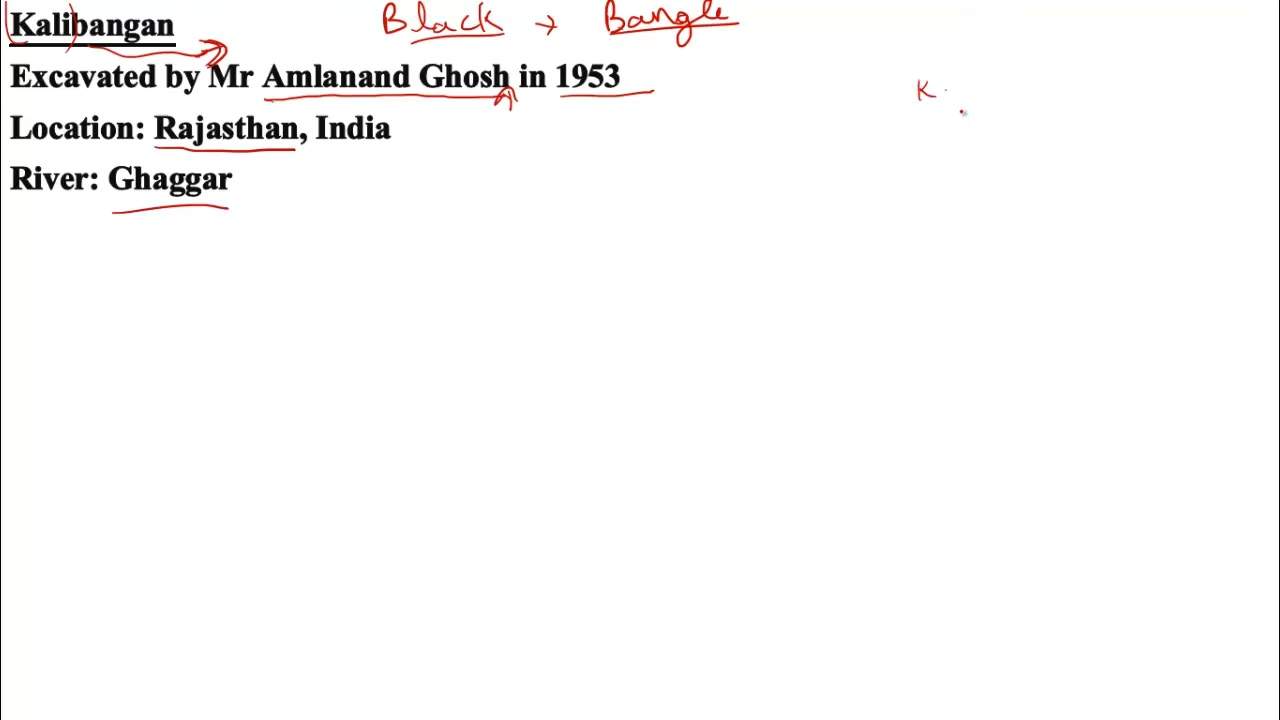 Kalibangan Black → Bangle
Excavated by Mr Amlanand Ghosh in 1953
K
Location: Rajasthan, India
River: Ghaggar